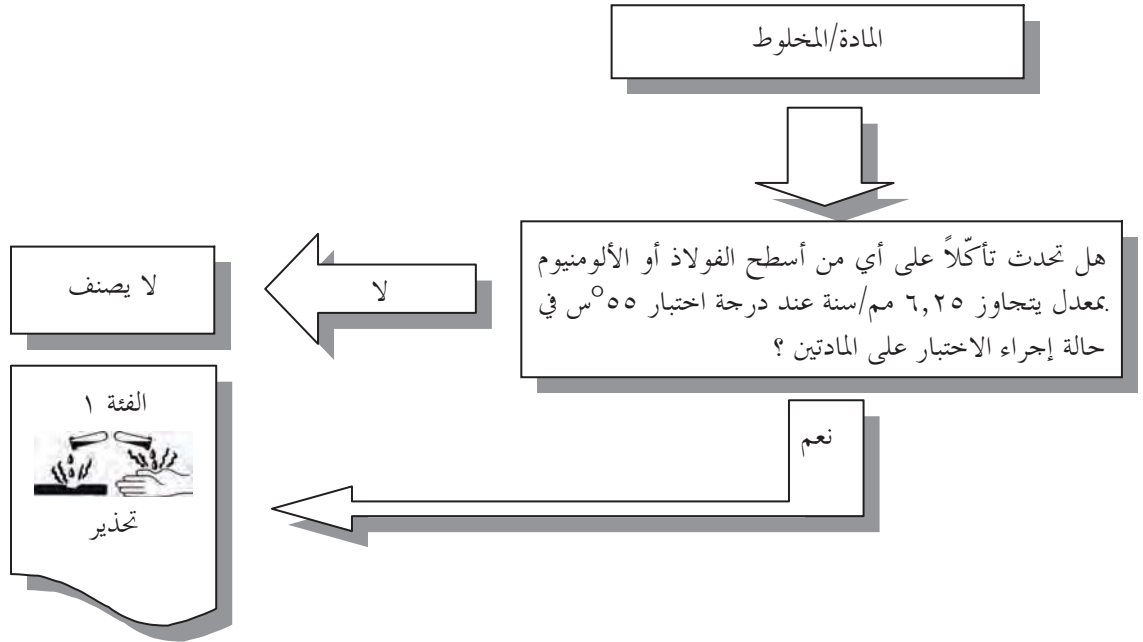 المادة/المخلوط
هل تحدث تأكّلاً على أي من أسطح الفولاذ أو الألومنيوم
بمعدل يتجاوز ٦,٢٥ مم/سنة عند درجة اختبار ٥٥°س في
حالة إجراء الاختبار على المادتين ؟
لا
لا يصنف
نعم
الفئة ١
تحذير